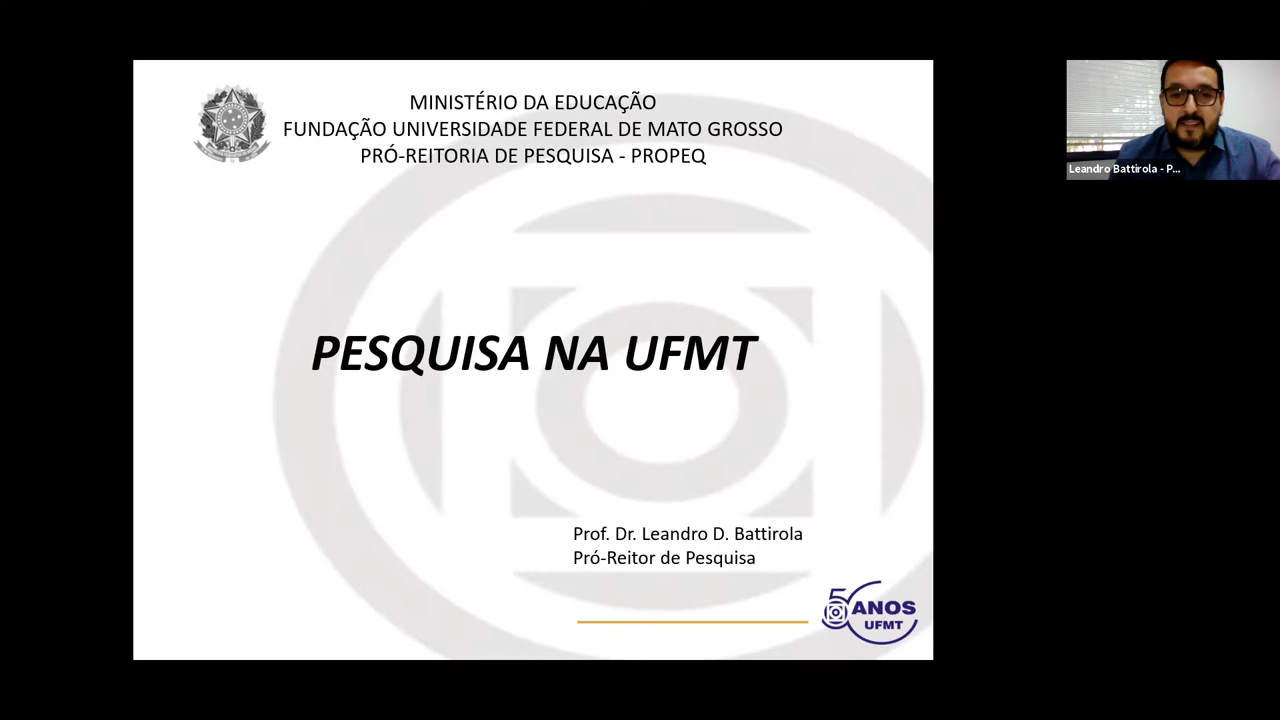 MINISTÉRIO DA EDUCAÇÃO
FUNDAÇÃO UNIVERSIDADE FEDERAL DE MATO GROSSO
PRÓ-REITORIA DE PESQUISA - PROPEQ
Leandro Battirola - P...
PESQUISA NA UFMT
Prof. Dr. Leandro D. Battirola
Pró-Reitor de Pesquisa
50 ANOS
UFMT